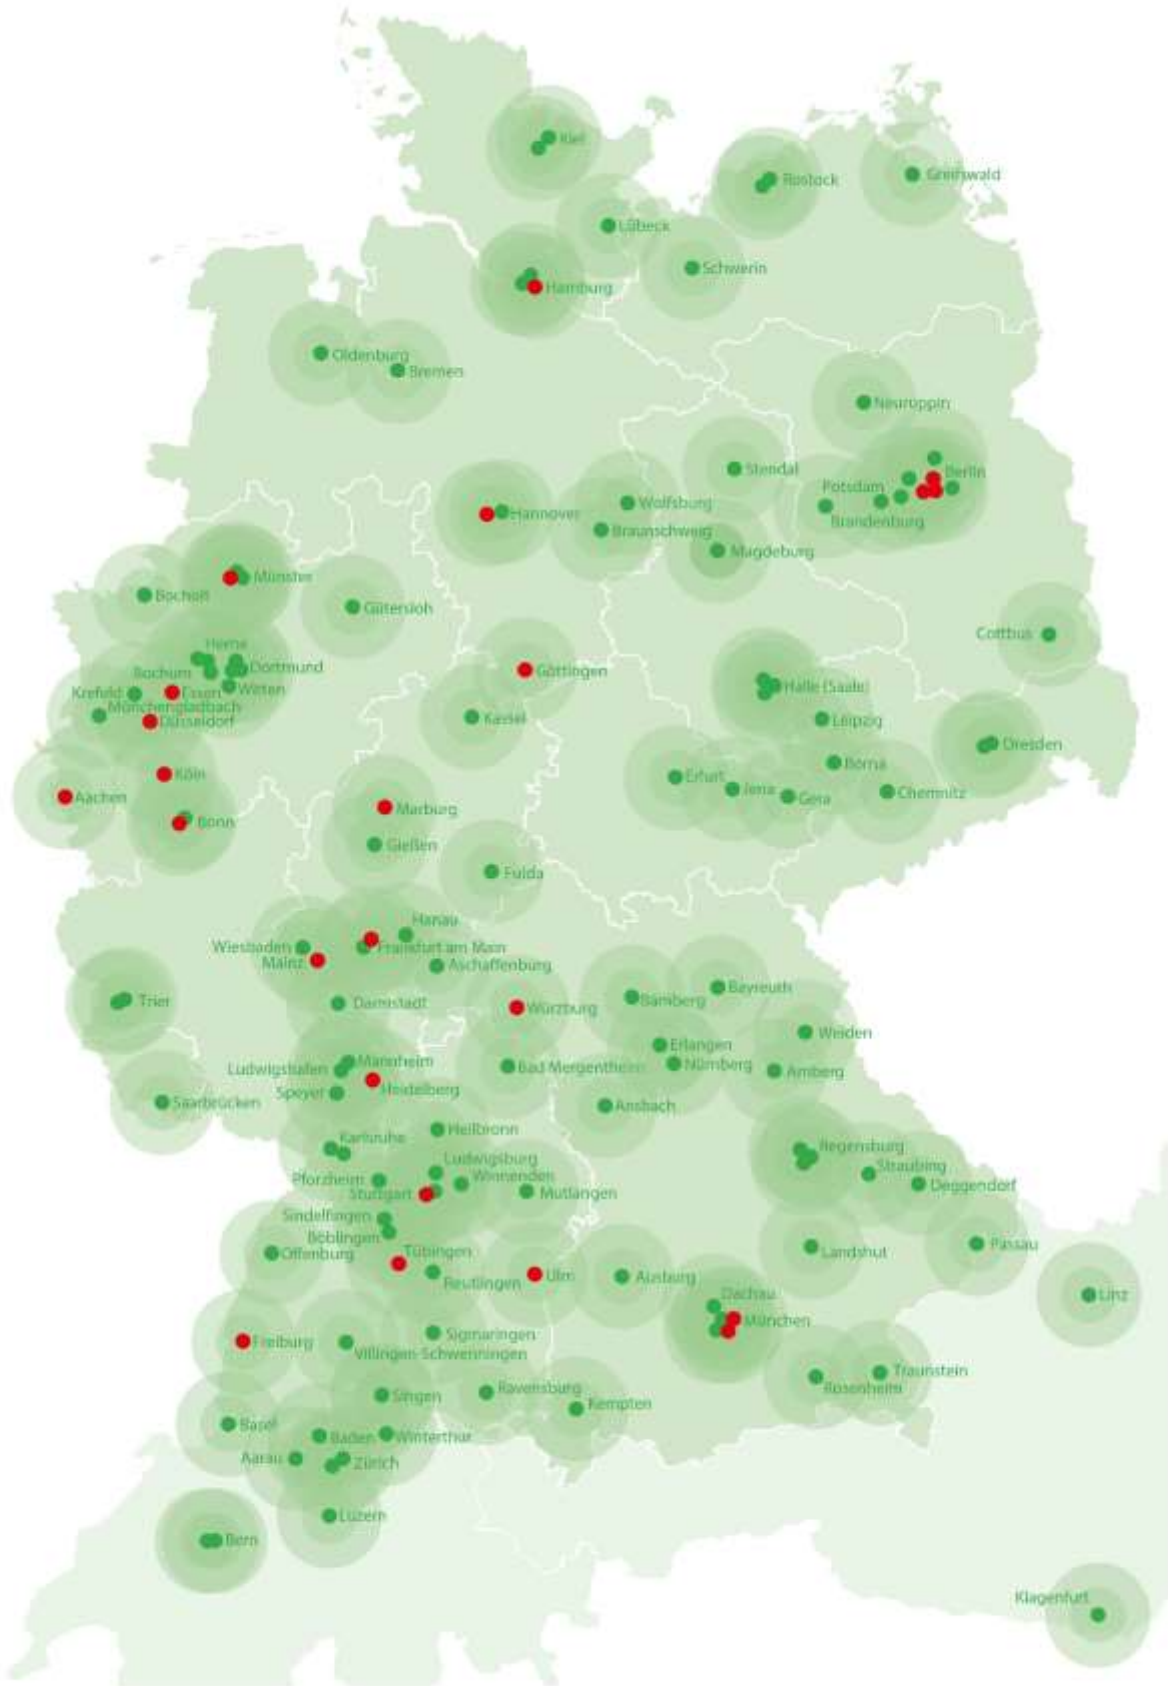 Kiel
Rostock
Greifswald
Lübeck
Schwerin
Hamburg
Oldenburg
Bremen
Neuroppin
Stendal
Berlin
Potsdam
Wolfsburg
Hannover
Brandenburg
Braunschweig
Magdeburg
Münster
Bocholt
Gütersloh
Cottbus
Herne
Bochum
Dortmund
Göttingen
Halle (Saale)
Krefeld
Essen
Witten
Mönchengladbach
Düsseldorf
Kassel
Leipzig
Dresden
Borna
Köln
Erfurt
Jena
Gera
Chemnitz
Aachen
Marburg
Bonn
Gießen
Fulda
Hanau
Wiesbaden
Frankfurt am Main
Mainz
Aschaffenburg
Beyreuth
Trier
Darmstadt
Würzburg
Bamberg
Weiden
Erlangen
Mannheim
Ludwigshafen
Bad Mergentheim
Nürnberg
Amberg
Speyer
Heidelberg
Saarbrücken
Ansbach
Heilbronn
Karlsruhe
Regensburg
Ludwigsburg
Straubing
Pforzheim
Winnenden
Deggendorf
Stuttgart
Mutlangen
Sindelfingen
Böblingen
Offenburg
Tübingen
Landshut
Passau
Reutlingen
Ulm
Ausburg
Dachau
Linz
München
Freiburg
Sigmaringen
Villingen-Schwenningen
Traunstein
Rosenheim
Singen
Ravensburg
Kempten
Basel
Baden
Winterthur
Aarau
Zürich
Luzern
Bern
Klagenfurt